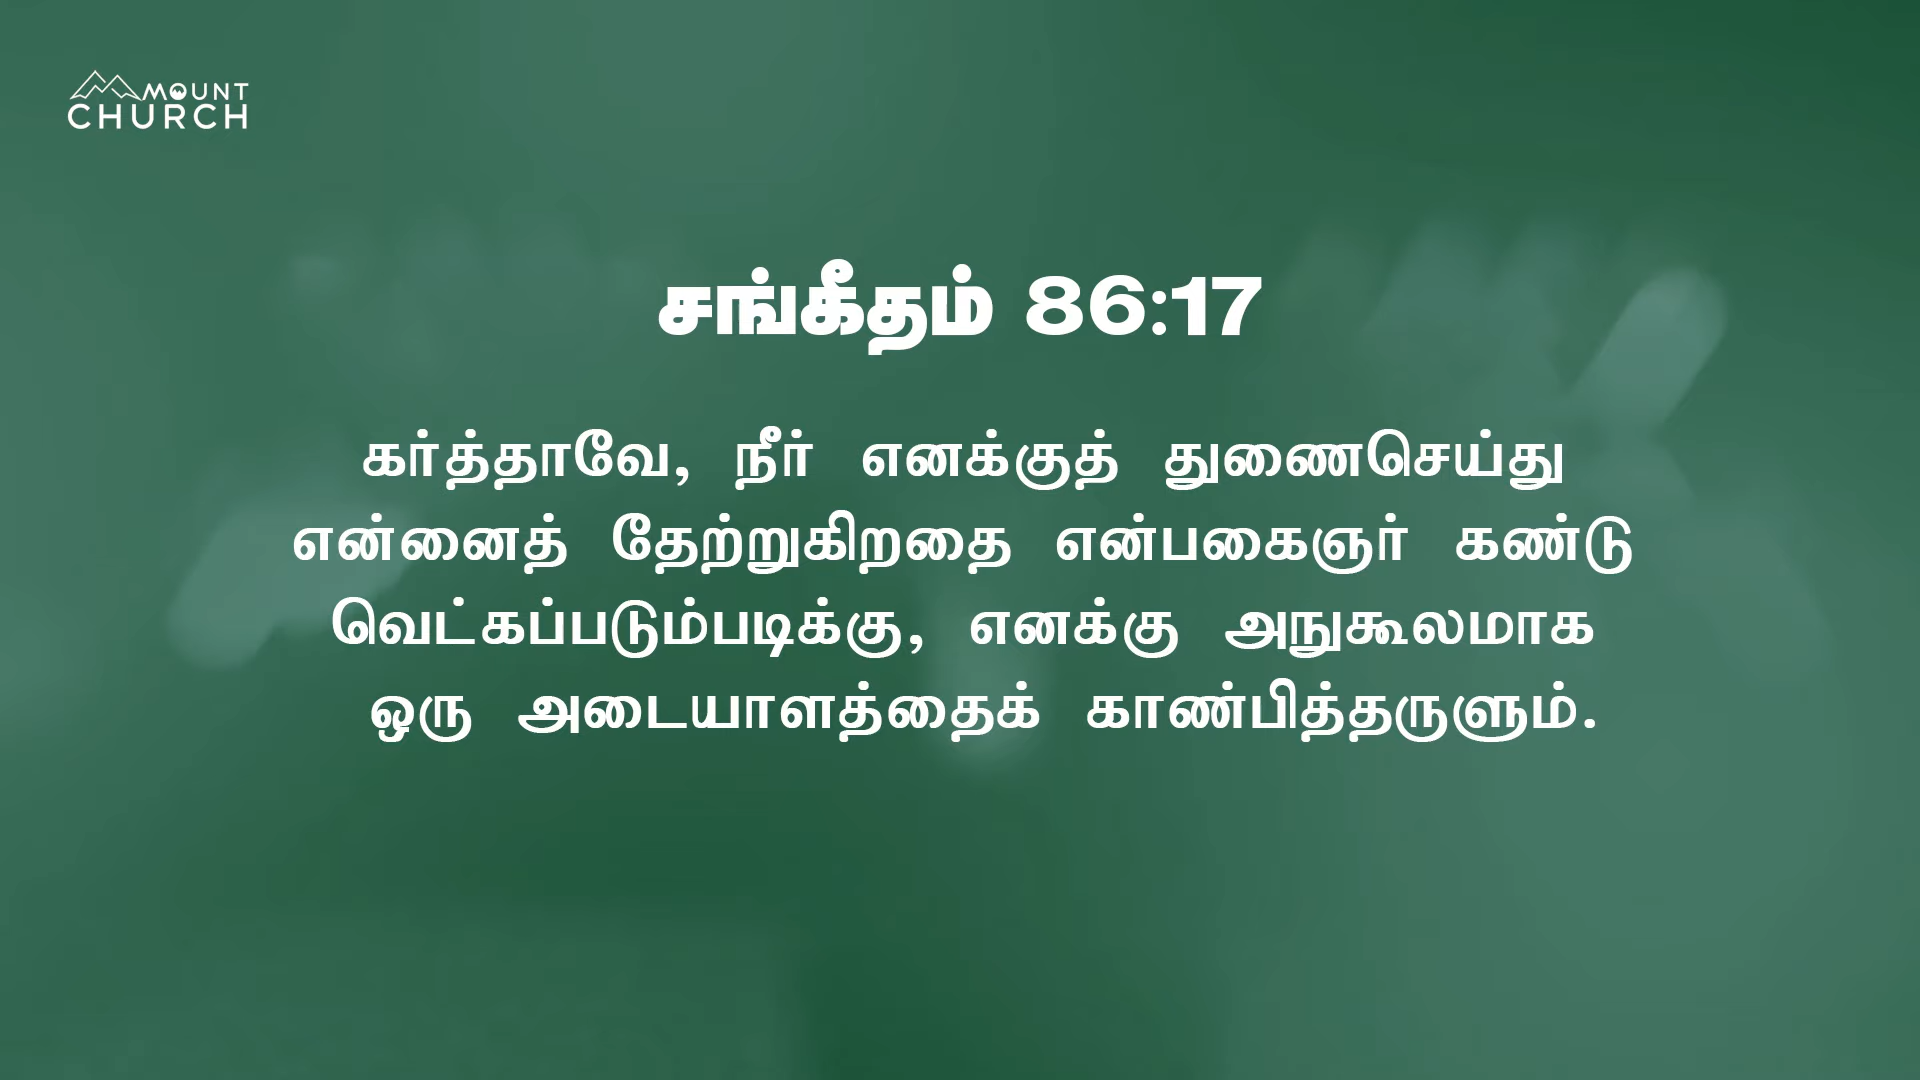 MOUNT
CHURCH
சங்கீதம் 86:17
கர்த்தாவே, நீர் எனக்குத் துணைசெய்து
என்னைத் தேற்றுகிறதை என்பகைஞர் கண்டு
வெட்கப்படும்படிக்கு, எனக்கு அநுகூலமாக
ஒரு அடையாளத்தைக் காண்பித்தருளும்.